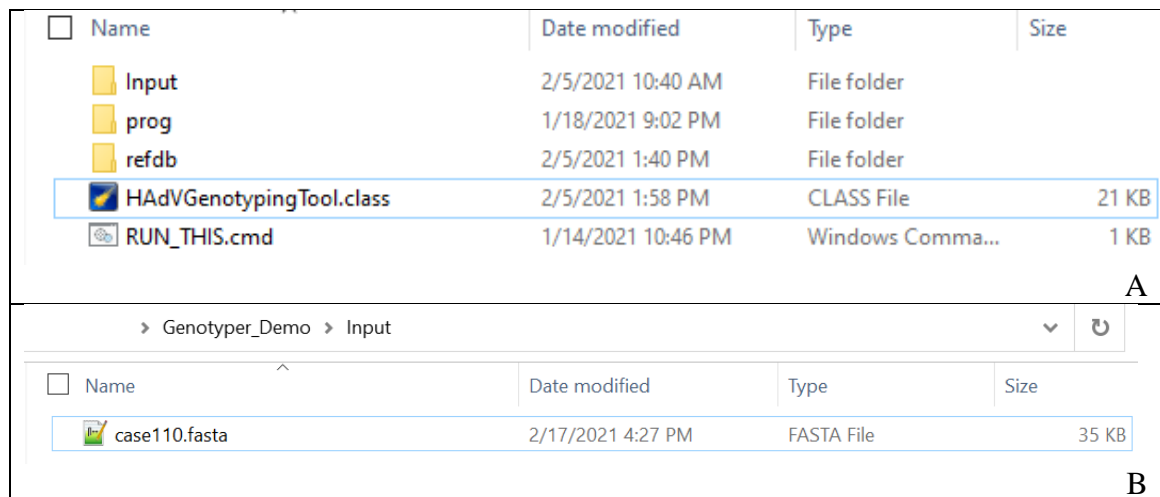 Name Date modified Type Size
Input 2/5/2021 10:40 AM File folder
prog 1/18/2021 9:02 PM File folder
refdb 2/5/2021 1:40 PM File folder
HAdVGenotypingTool.class 2/5/2021 1:58 PM CLASS File 21 KB
RUN_THIS.cmd 1/14/2021 10:46 PM Windows Comma... 1 KB
A
> Genotyper_Demo > Input
Name Date modified Type Size
case110.fasta 2/17/2021 4:27 PM FASTA File 35 KB
B